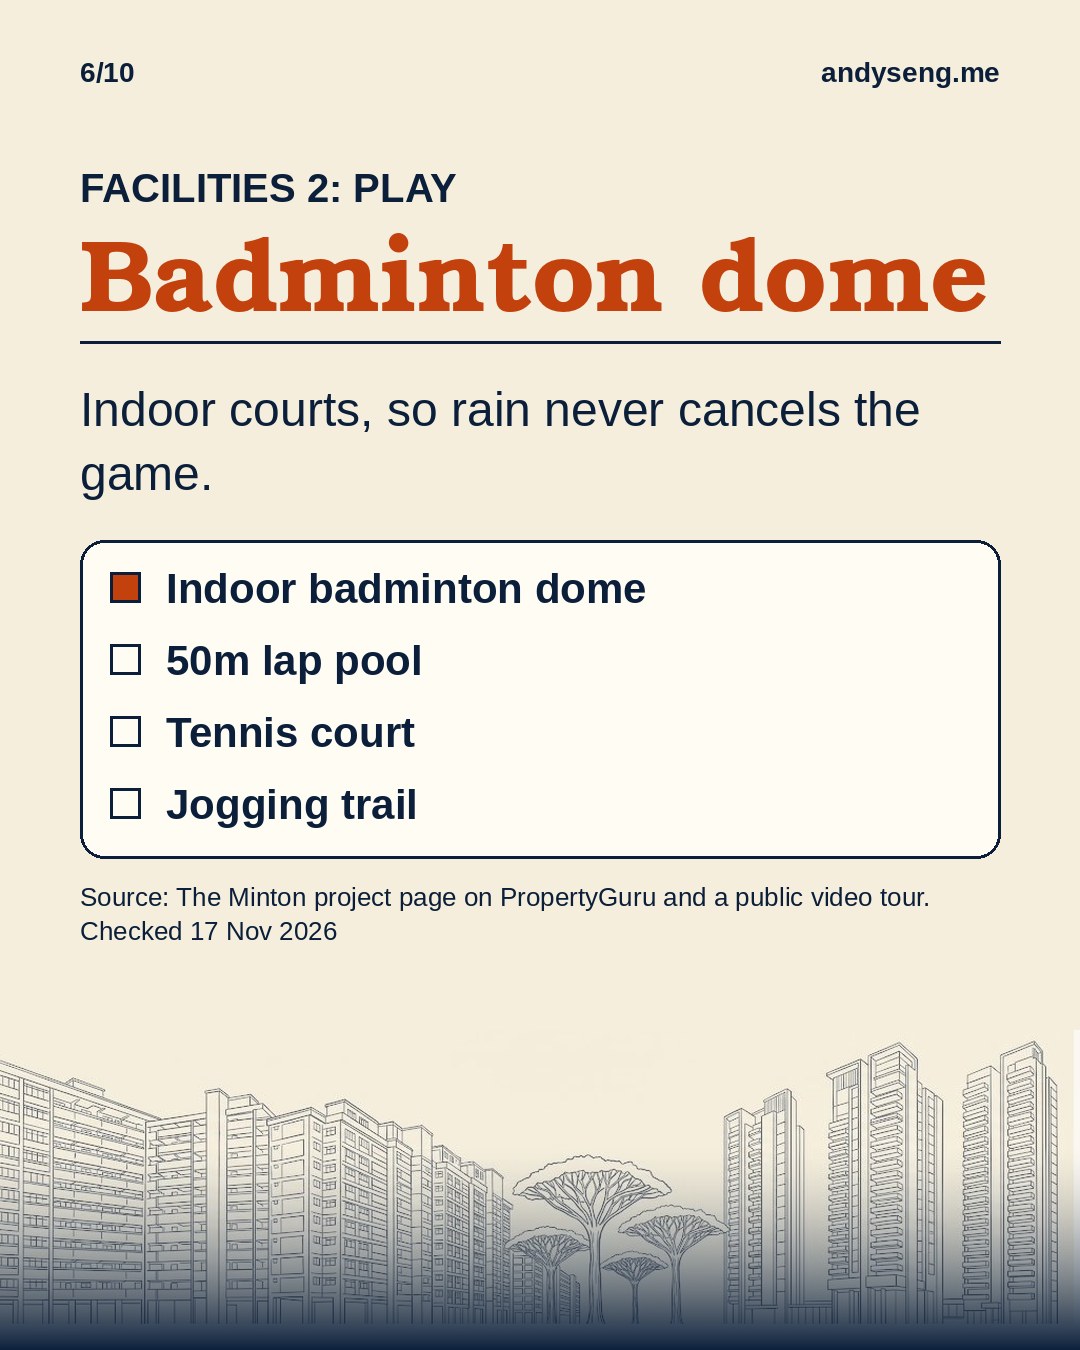 6/10
andyseng.me
FACILITIES 2: PLAY
Badminton dome
Indoor courts, so rain never cancels the
game.
Indoor badminton dome
50m lap pool
Tennis court
Jogging trail
Source: The Minton project page on PropertyGuru and a public video tour.
Checked 17 Nov 2026